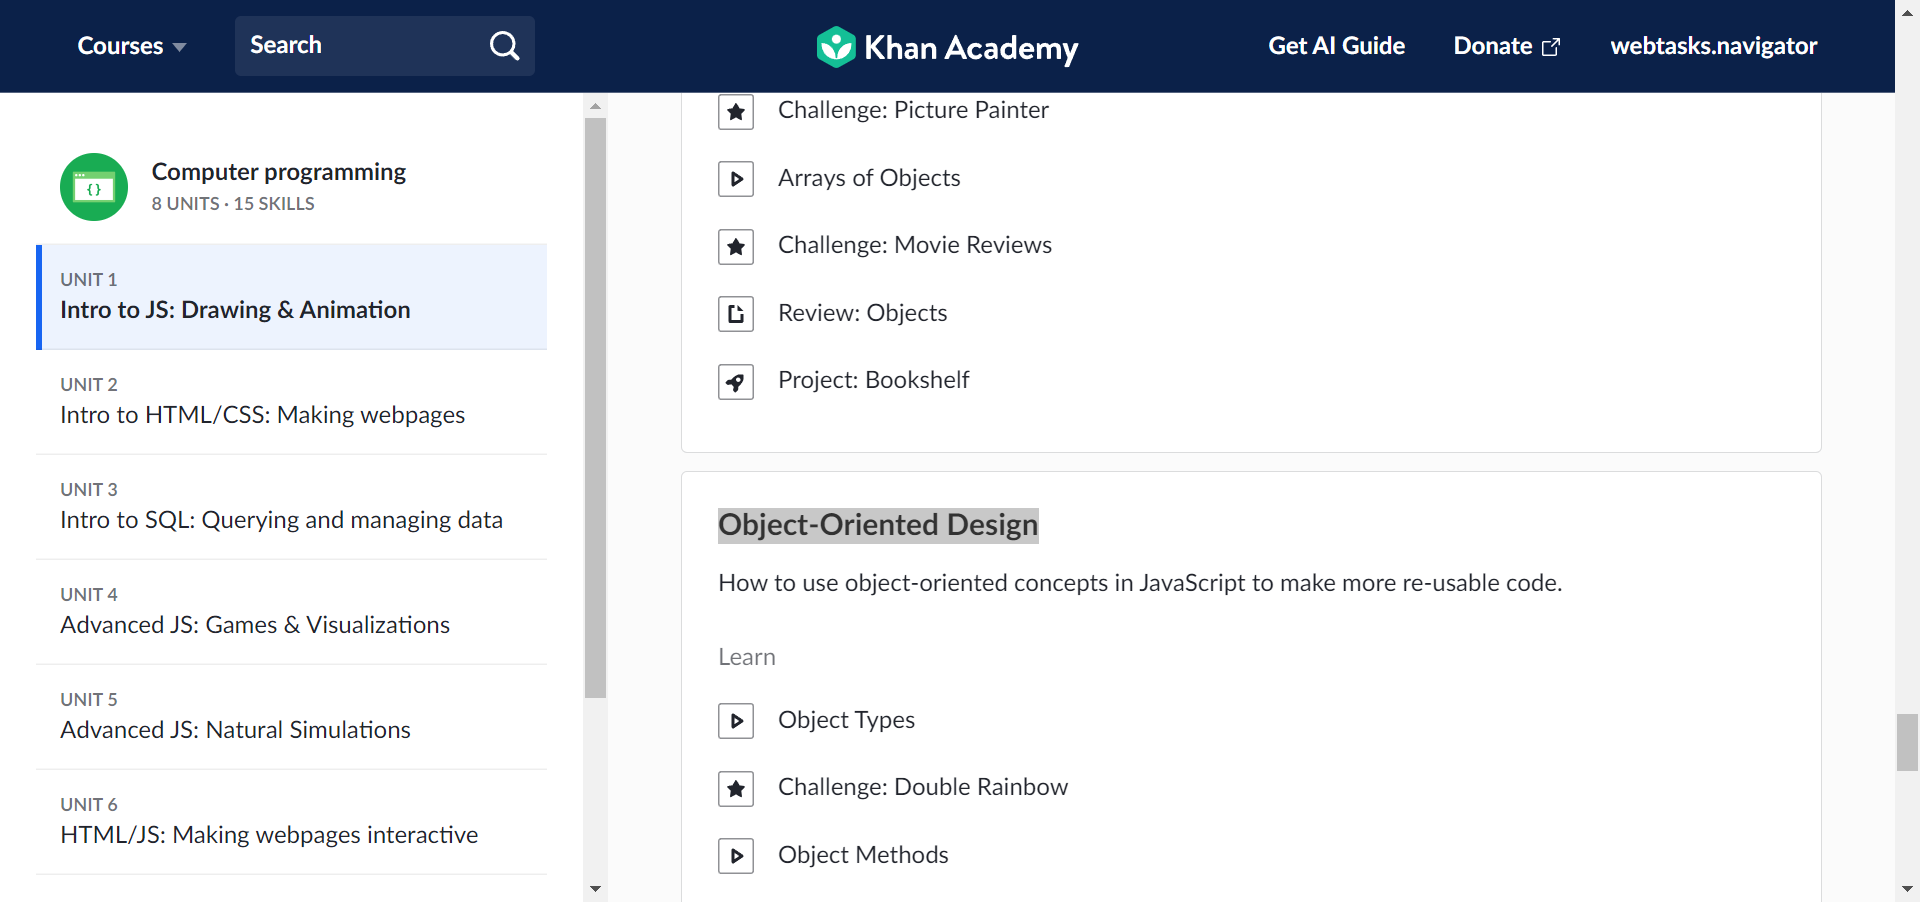 Courses
Search
Khan Academy
Get AI Guide
Donate
webtasks.navigator
Computer programming
8 UNITS · 15 SKILLS
UNIT 1
Intro to JS: Drawing & Animation
UNIT 2
Intro to HTML/CSS: Making webpages
UNIT 3
Intro to SQL: Querying and managing data
UNIT 4
Advanced JS: Games & Visualizations
UNIT 5
Advanced JS: Natural Simulations
UNIT 6
HTML/JS: Making webpages interactive
Challenge: Picture Painter
Arrays of Objects
Challenge: Movie Reviews
Review: Objects
Project: Bookshelf
Object-Oriented Design
How to use object-oriented concepts in JavaScript to make more re-usable code.
Learn
Object Types
Challenge: Double Rainbow
Object Methods